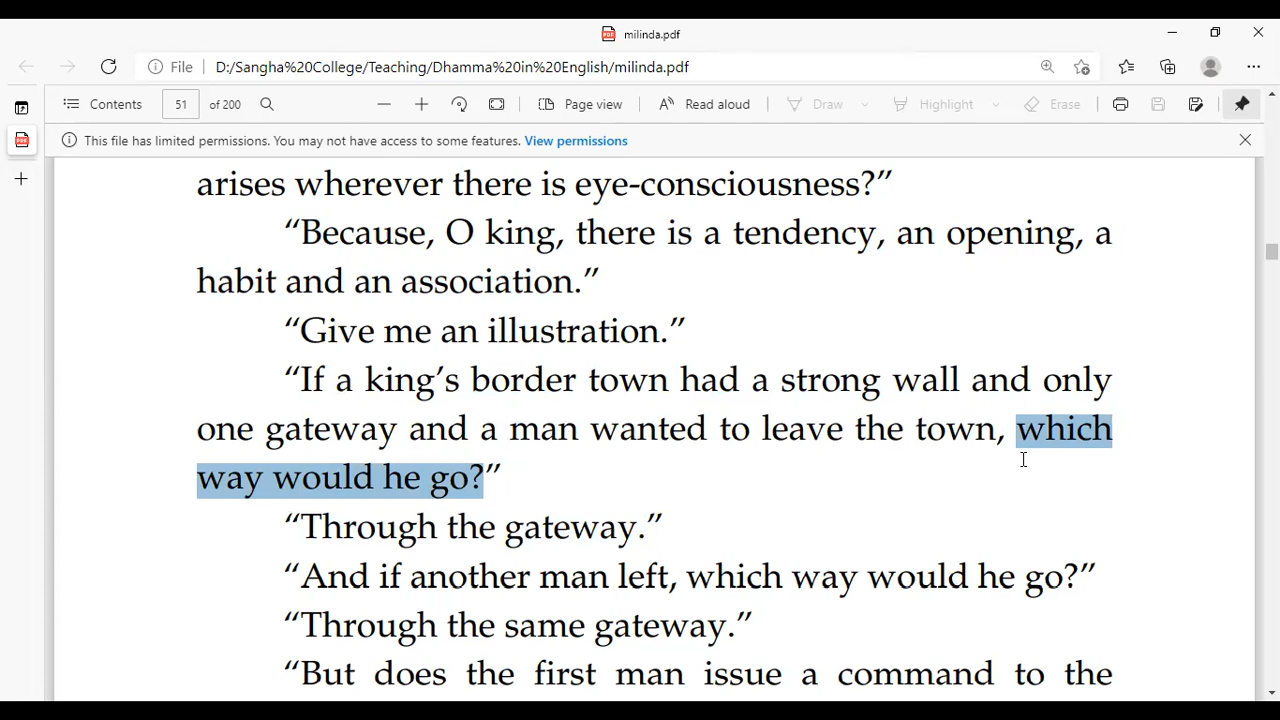 milinda.pdf
File D:/Sangha%20College/Teaching/Dhamma%20in%20English/milinda.pdf
Contents 51 of 200 Page view Read aloud Draw Highlight Erase
This file has limited permissions. You may not have access to some features. View permissions
arises wherever there is eye-consciousness?”
“Because, O king, there is a tendency, an opening, a
habit and an association.”
“Give me an illustration.”
“If a king’s border town had a strong wall and only
one gateway and a man wanted to leave the town, which
way would he go?”
“Through the gateway.”
“And if another man left, which way would he go?”
“Through the same gateway.”
“But does the first man issue a command to the